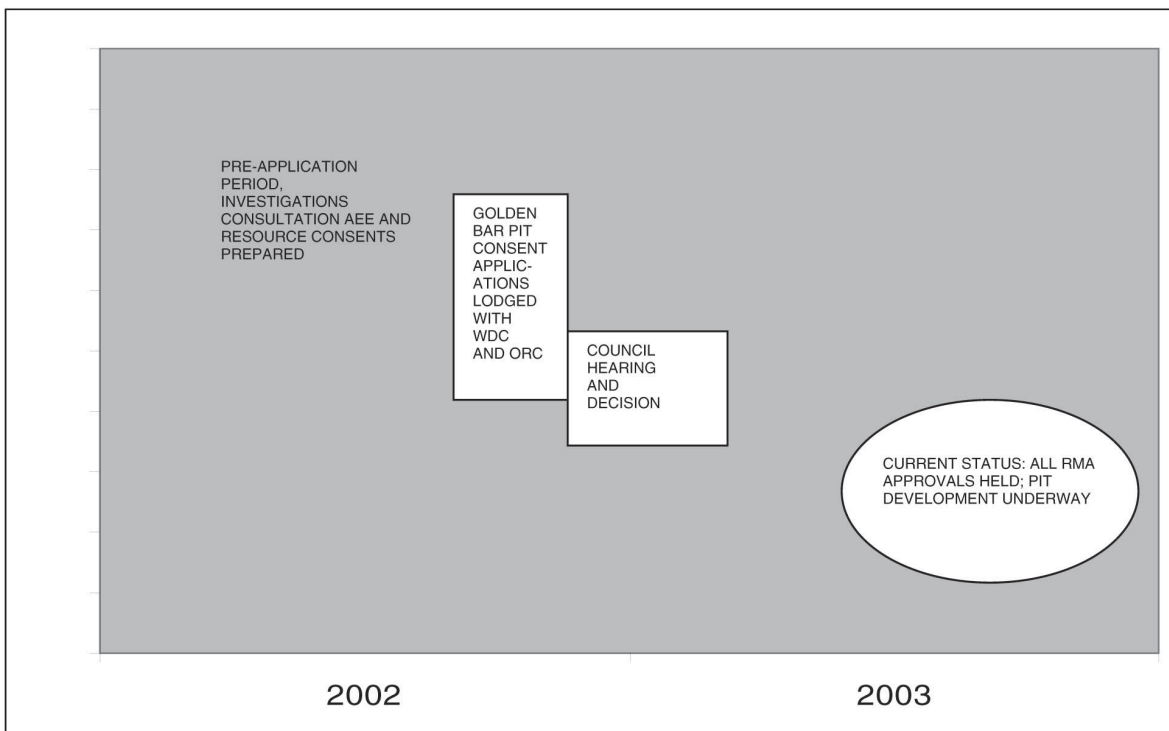 PRE-APPLICATION
PERIOD,
INVESTIGATIONS
CONSULTATION AEE AND
RESOURCE CONSENTS
PREPARED
GOLDEN
BAR PIT
CONSENT
APPLIC-
ATIONS
LODGED
WITH
WDC
AND ORC
COUNCIL
HEARING
AND
DECISION
CURRENT STATUS: ALL RMA
APPROVALS HELD; PIT
DEVELOPMENT UNDERWAY
2002
2003